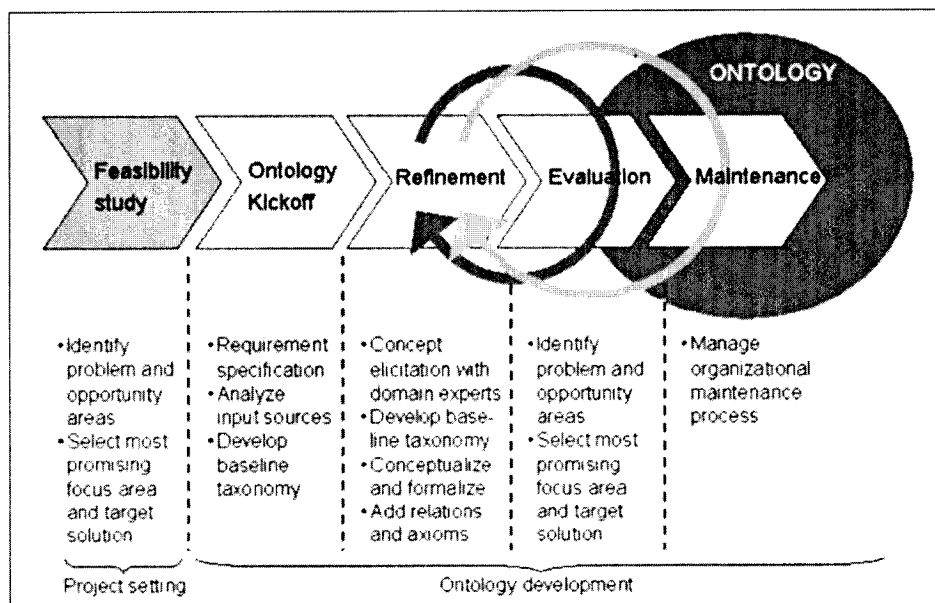 ONTOLOGY
Feasibility
study
Ontology
Kickoff
Refinement
Evaluation
Maintenance
•Identify
problem and
opportunity
areas
•Select most
promising
focus area
and target
solution
•Requirement
specification
•Analyze
input sources
•Develop
baseline
taxonomy
•Concept
elicitation with
domain experts
•Develop base-
line taxonomy
•Conceptualize
and formalize
•Add relations
and axioms
•Identify
problem and
opportunity
areas
•Select most
promising
focus area
and target
solution
•Manage
organizational
maintenance
process
Project setting
Ontology development